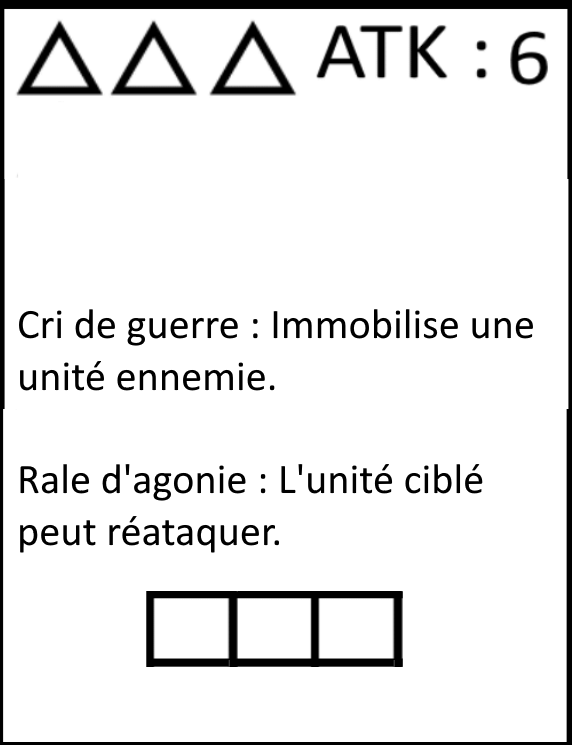 ATK : 6
Cri de guerre : Immobilise une
unité ennemie.
Rale d'agonie : L'unité ciblé
peut réataquer.